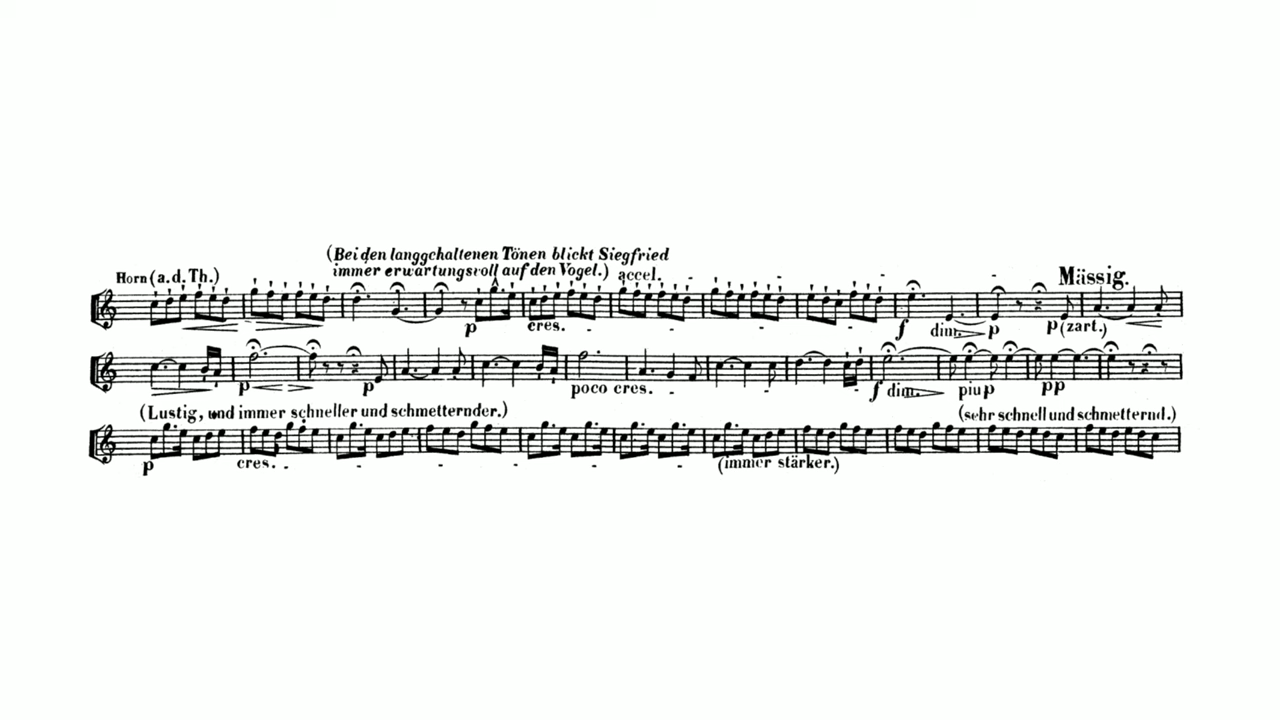 (Bei den langgehaltenen Tönen blickt Siegfried
Horn (a. d. Th.) immer erwartungsvoll auf den Vogel.) accel. - - - - Mässig.
p cres. - - - - f dim. p p (zart.)
p p poco cres. - - - f dim. più p pp
(Lustig, und immer schneller und schmetternder.) (sehr schnell und schmetternd.)
p cres. - - - - - - (immer stärker.)